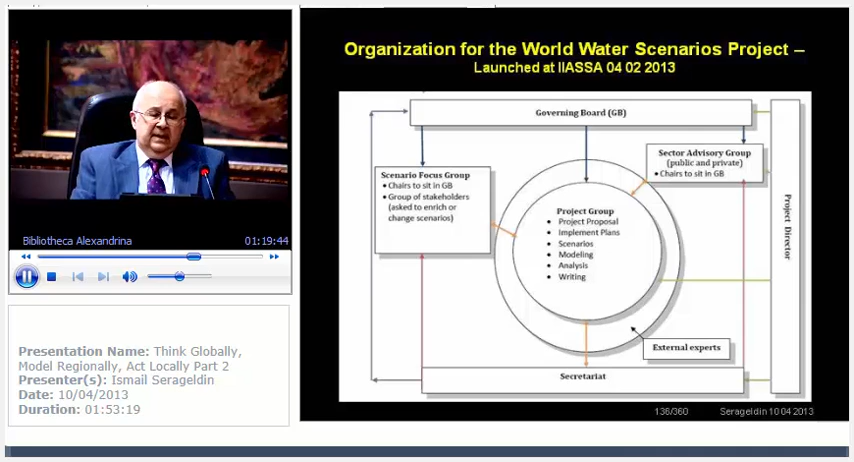 Bibliotheca Alexandrina
01:19:44
Presentation Name: Think Globally,
Model Regionally, Act Locally Part 2
Presenter(s): Ismail Serageldin
Date: 10/04/2013
Duration: 01:53:19
Organization for the World Water Scenarios Project –
Launched at IIASSA 04 02 2013
Governing Board (GB)
Scenario Focus Group
• Chairs to sit in GB
• Group of stakeholders
(asked to enrich or
change scenarios)
Sector Advisory Group
(public and private)
• Chairs to sit in GB
Project Group
• Project Proposal
• Implement Plans
• Scenarios
• Modeling
• Analysis
• Writing
Project Director
External experts
Secretariat
136/360
Serageldin 10 04 2013